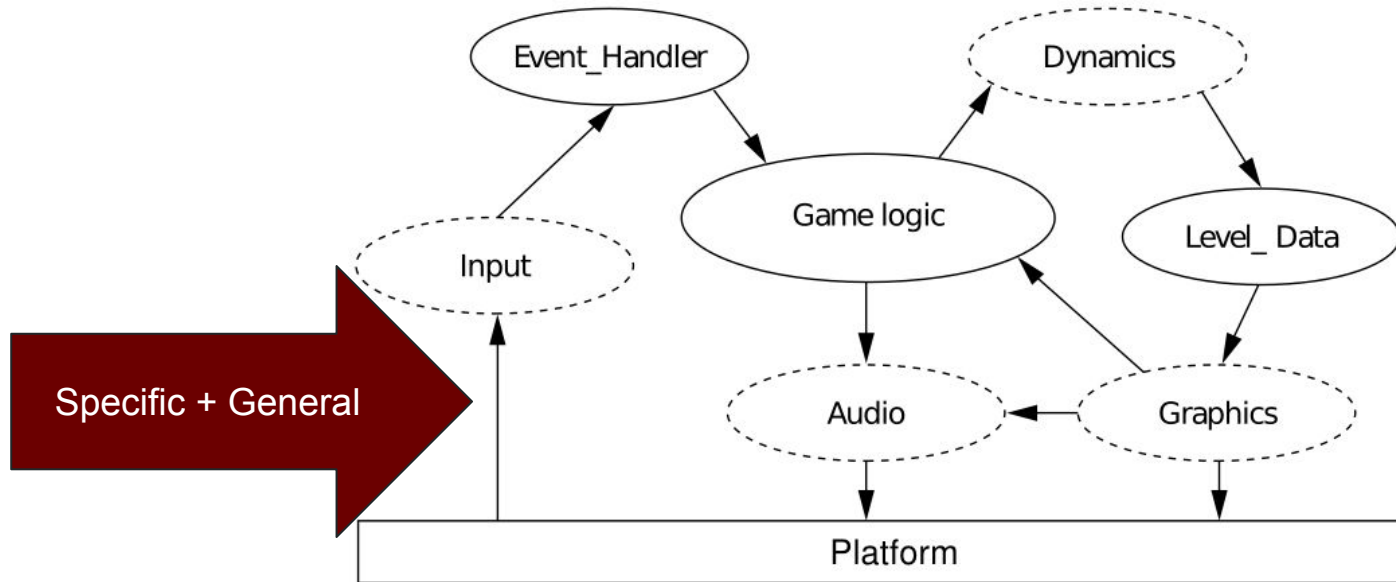 Event_Handler
Dynamics
Game logic
Level_ Data
Input
Specific + General
Audio
Graphics
Platform